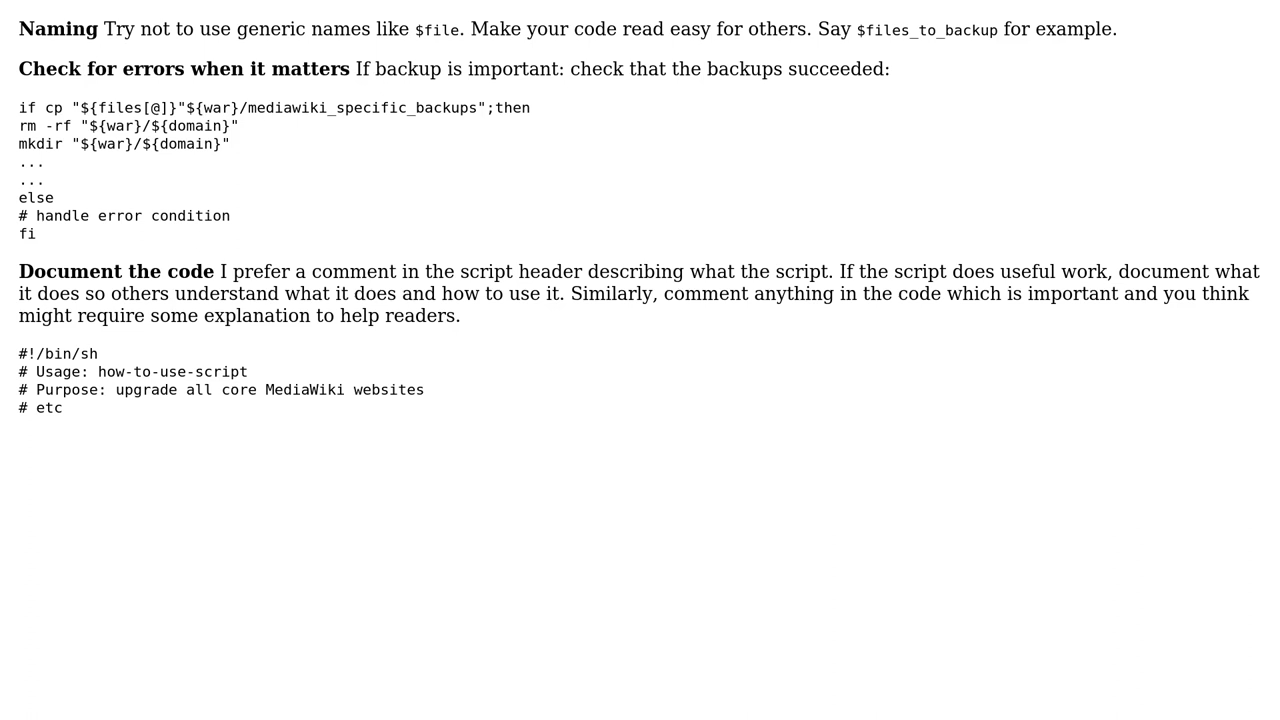 Naming Try not to use generic names like $file. Make your code read easy for others. Say $files_to_backup for example.
Check for errors when it matters If backup is important: check that the backups succeeded:
if cp "${files[@]}"${war}/mediawiki_specific_backups";then
rm -rf "${war}/${domain}"
mkdir "${war}/${domain}"
...
...
else
# handle error condition
fi
Document the code I prefer a comment in the script header describing what the script. If the script does useful work, document what
it does so others understand what it does and how to use it. Similarly, comment anything in the code which is important and you think
might require some explanation to help readers.
#!/bin/sh
# Usage: how-to-use-script
# Purpose: upgrade all core MediaWiki websites
# etc